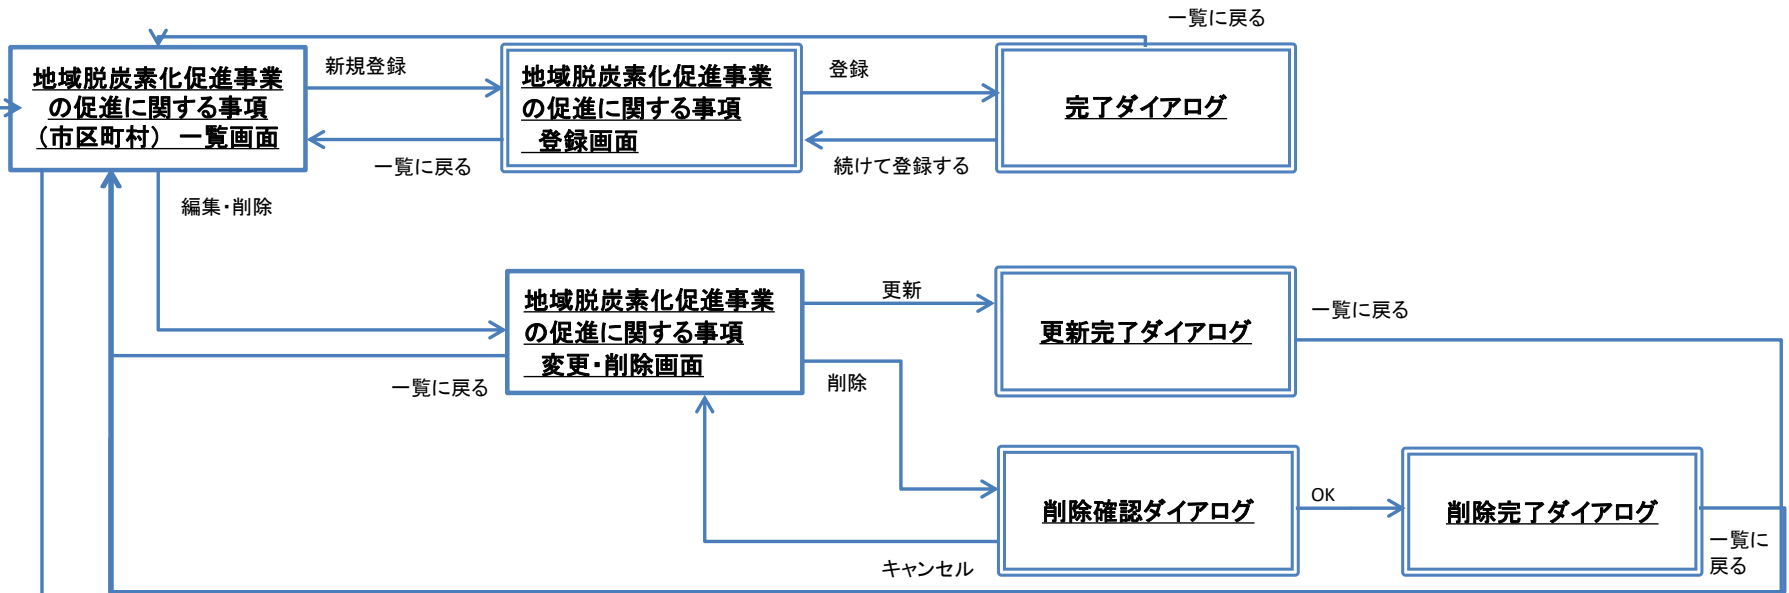 一覧に戻る
地域脱炭素化促進事業
の促進に関する事項
（市区町村） 一覧画面
新規登録
一覧に戻る
地域脱炭素化促進事業
の促進に関する事項
登録画面
登録
続けて登録する
完了ダイアログ
編集・削除
地域脱炭素化促進事業
の促進に関する事項
変更・削除画面
一覧に戻る
更新
削除
更新完了ダイアログ
一覧に戻る
キャンセル
削除確認ダイアログ
OK
削除完了ダイアログ
一覧に
戻る